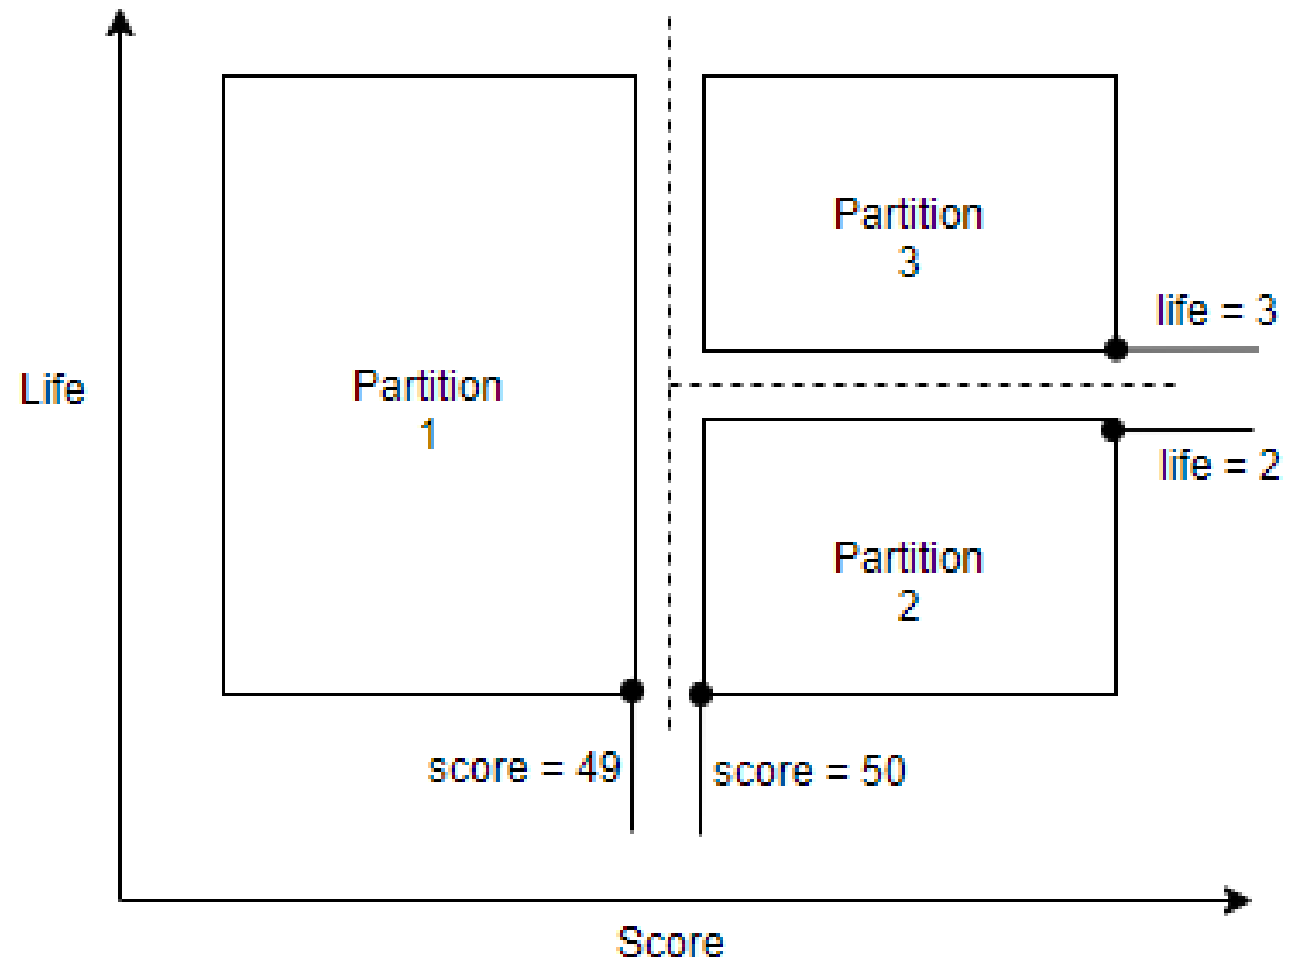 Partition
3
life = 3
Life
Partition
1
life = 2
Partition
2
score = 49
score = 50
Score